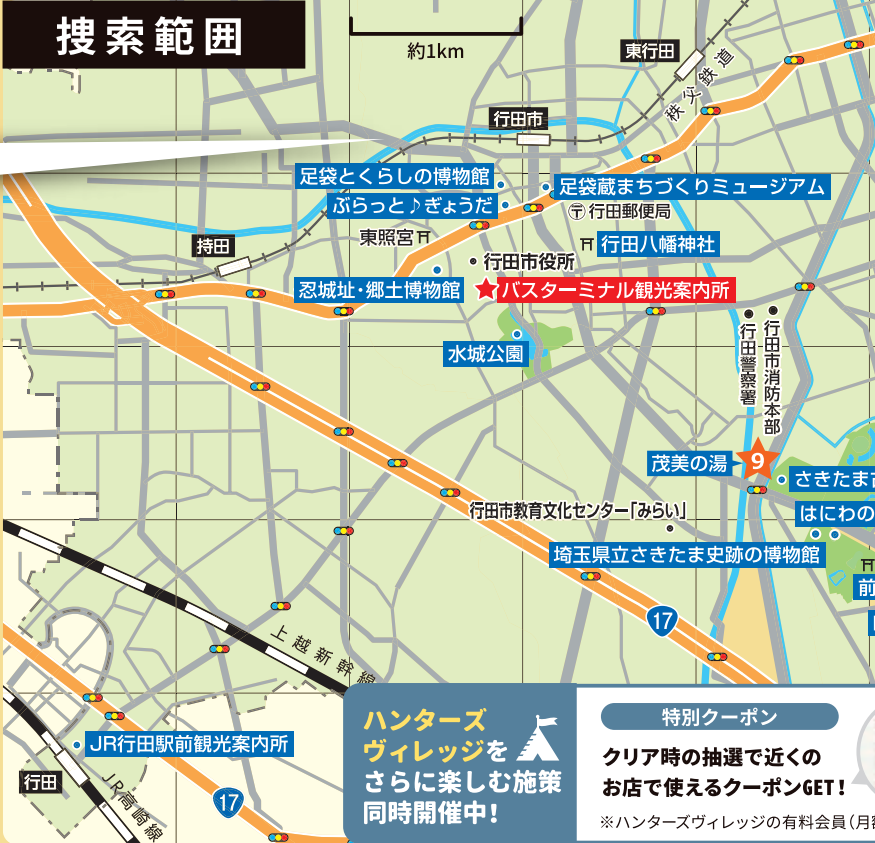 捜索範囲
約1km
東行田
秩父鉄道
行田市
足袋とくらしの博物館
足袋蔵まちづくりミュージアム
ぶらっと♪ぎょうだ
行田郵便局
東照宮
持田
行田八幡神社
行田市役所
忍城址・郷土博物館
バスターミナル観光案内所
行田警察署
行田市消防本部
水城公園
茂美の湯
9
さきたま古
はにわの
行田市教育文化センター「みらい」
埼玉県立さきたま史跡の博物館
前
17
上越新幹線
JR行田駅前観光案内所
行田
JR高崎線
17
ハンターズ
ヴィレッジを
さらに楽しむ施策
同時開催中!
特別クーポン
クリア時の抽選で近くの
お店で使えるクーポンGET!
※ハンターズヴィレッジの有料会員(月額